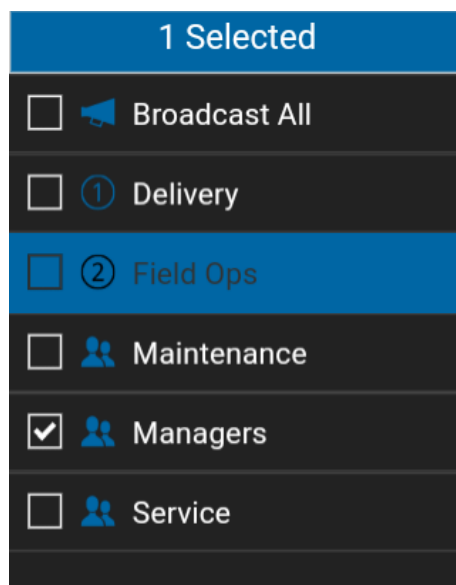 1 Selected
Broadcast All
1 Delivery
2 Field Ops
Maintenance
Managers
Service